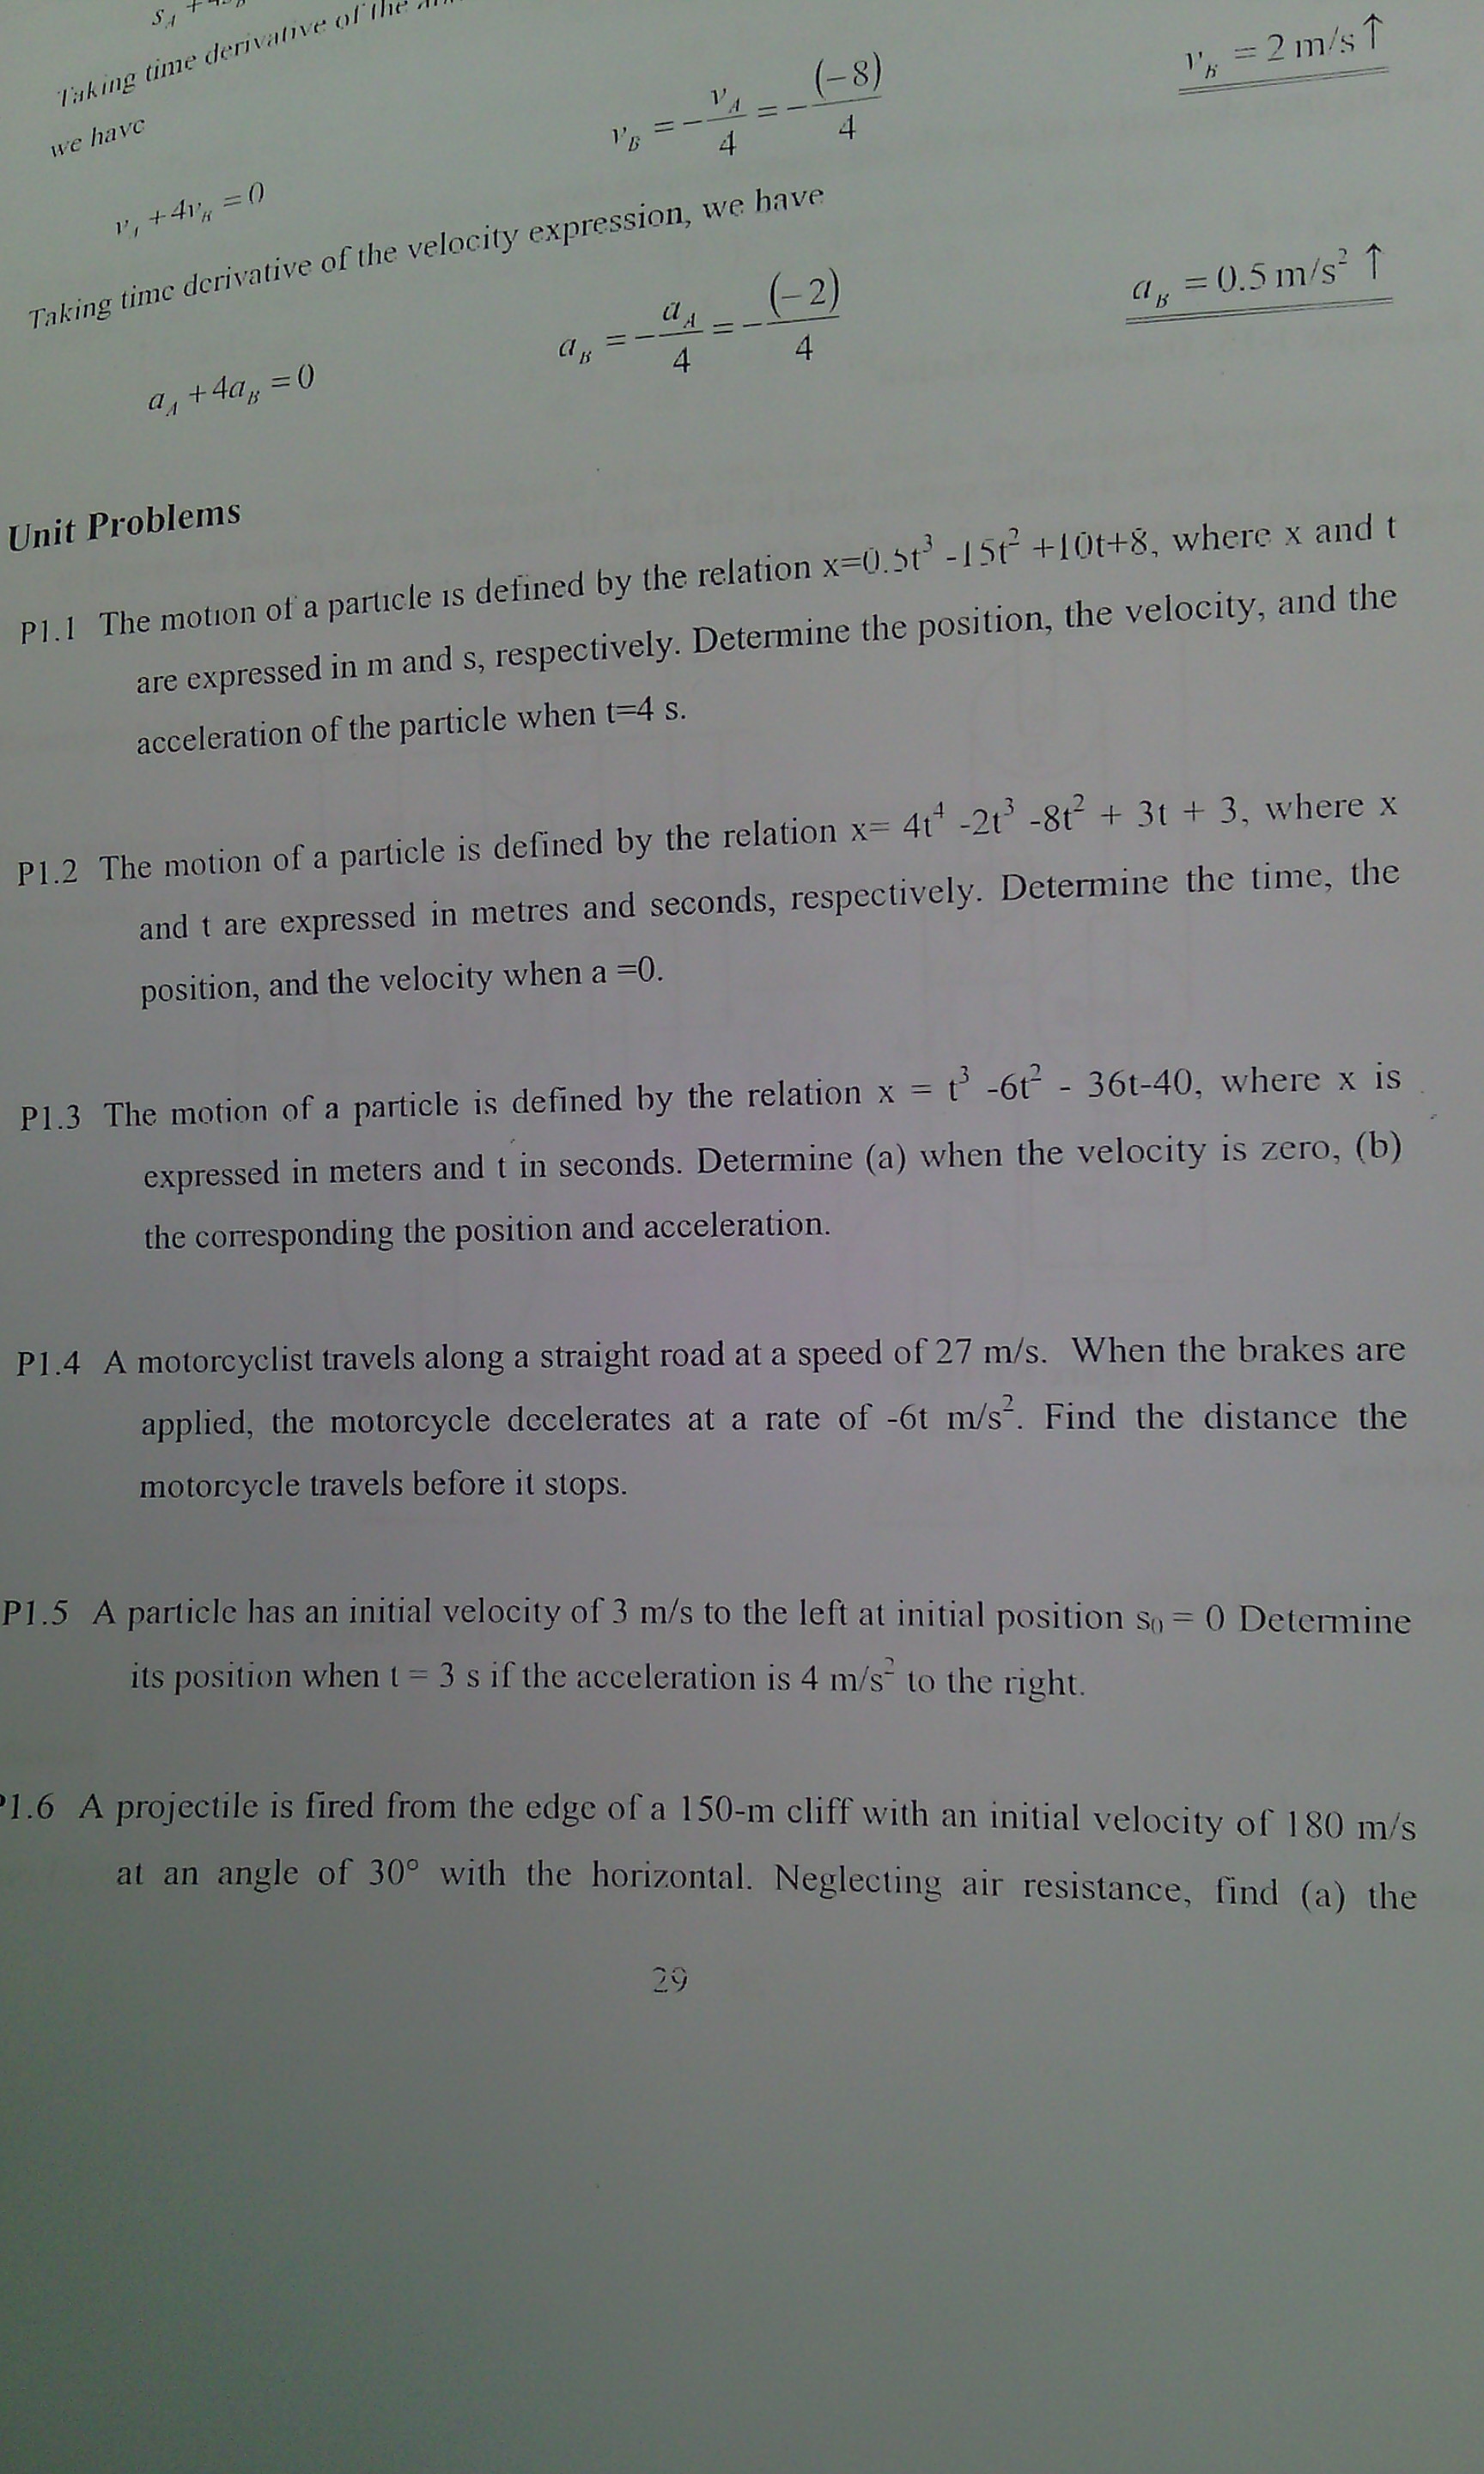 Taking time derivative of the
we have
v_A + 4v_B = 0
v_B = -v_A/4 = -(-8)/4
v_B = 2 m/s ↑
Taking time derivative of the velocity expression, we have
a_A + 4a_B = 0
a_B = -a_A/4 = -(-2)/4
a_B = 0.5 m/s² ↑
Unit Problems
P1.1 The motion of a particle is defined by the relation x=0.5t³ -15t² +10t+8, where x and t
are expressed in m and s, respectively. Determine the position, the velocity, and the
acceleration of the particle when t=4 s.
P1.2 The motion of a particle is defined by the relation x= 4t⁴ -2t³ -8t² + 3t + 3, where x
and t are expressed in metres and seconds, respectively. Determine the time, the
position, and the velocity when a =0.
P1.3 The motion of a particle is defined by the relation x = t³ -6t² - 36t-40, where x is
expressed in meters and t in seconds. Determine (a) when the velocity is zero, (b)
the corresponding the position and acceleration.
P1.4 A motorcyclist travels along a straight road at a speed of 27 m/s. When the brakes are
applied, the motorcycle decelerates at a rate of -6t m/s². Find the distance the
motorcycle travels before it stops.
P1.5 A particle has an initial velocity of 3 m/s to the left at initial position s₀ = 0 Determine
its position when t = 3 s if the acceleration is 4 m/s² to the right.
P1.6 A projectile is fired from the edge of a 150-m cliff with an initial velocity of 180 m/s
at an angle of 30° with the horizontal. Neglecting air resistance, find (a) the
29